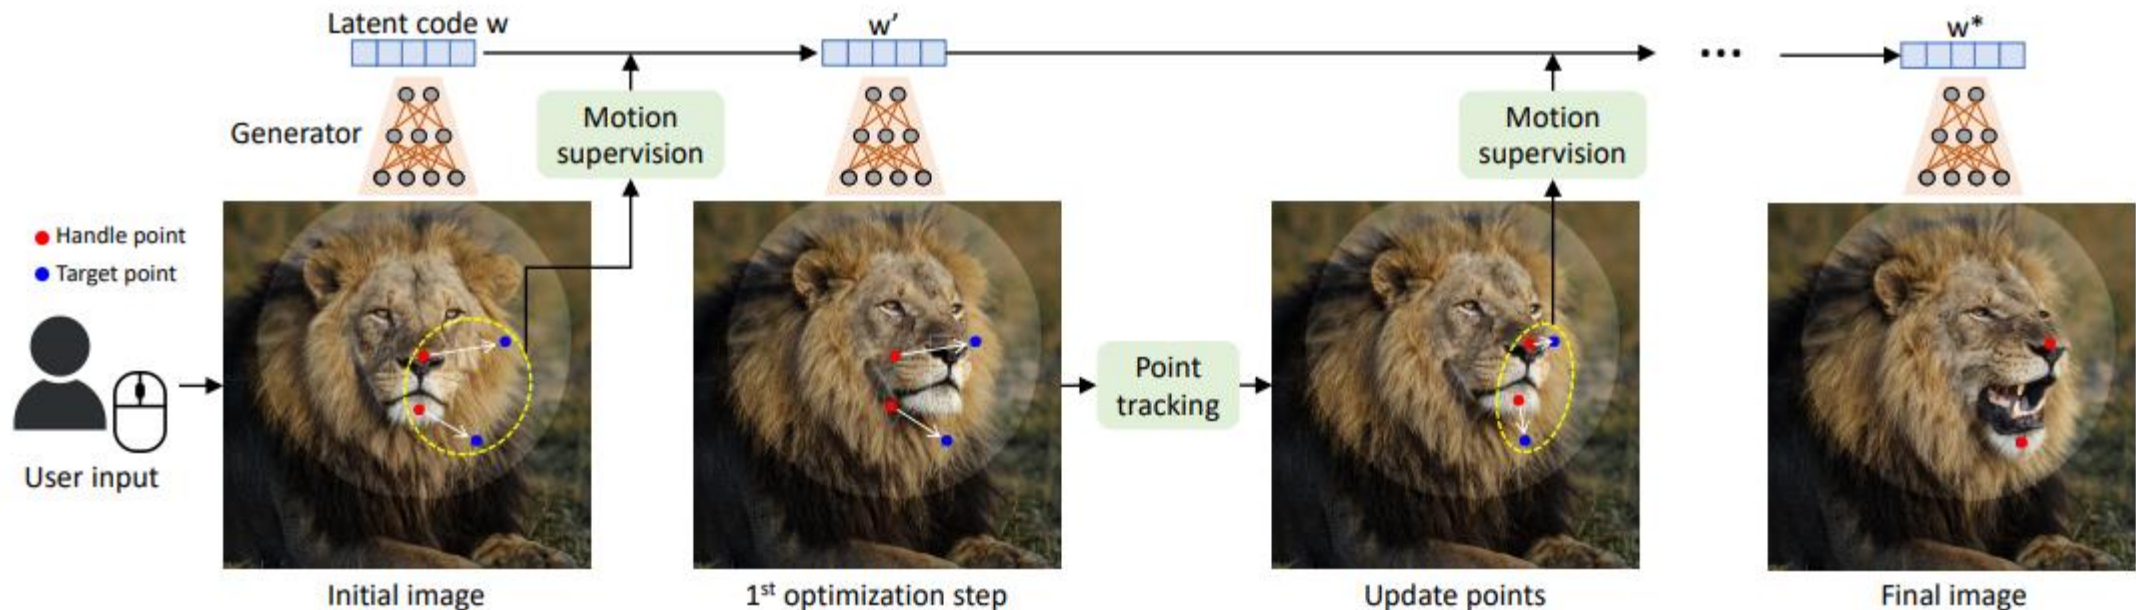 Latent code w
w’
w*
•••
Generator
Motion
supervision
Motion
supervision
Handle point
Target point
Point
tracking
User input
Initial image
1st optimization step
Update points
Final image